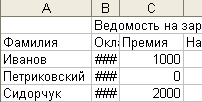 A B C
Ведомость на зар
Фамилия Окл Премия На
Иванов ### 1000
Петриковский ### 0
Сидорчук ### 2000